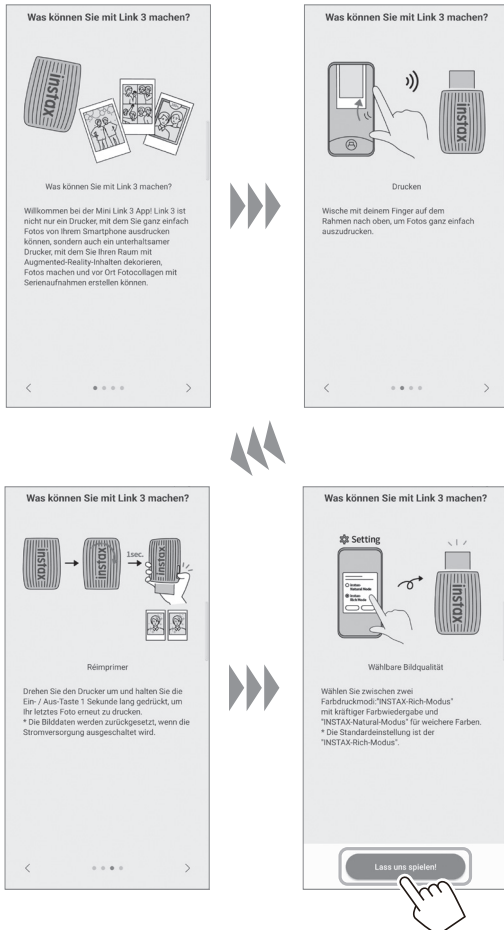 Was können Sie mit Link 3 machen?
instax
Was können Sie mit Link 3 machen?
Willkommen bei der Mini Link 3 App! Link 3 ist
nicht nur ein Drucker, mit dem Sie ganz einfach
Fotos von Ihrem Smartphone ausdrucken
können, sondern auch ein unterhaltsamer
Drucker, mit dem Sie Ihren Raum mit
Augmented-Reality-Inhalten dekorieren,
Fotos machen und vor Ort Fotocollagen mit
Serienaufnahmen erstellen können.
Was können Sie mit Link 3 machen?
instax
Drucken
Wische mit deinem Finger auf dem
Rahmen nach oben, um Fotos ganz einfach
auszudrucken.
Was können Sie mit Link 3 machen?
instax
instax
1sec.
instax
Réimprimer
Drehen Sie den Drucker um und halten Sie die
Ein- / Aus-Taste 1 Sekunde lang gedrückt, um
Ihr letztes Foto erneut zu drucken.
* Die Bilddaten werden zurückgesetzt, wenn die
Stromversorgung ausgeschaltet wird.
Was können Sie mit Link 3 machen?
Setting
instax-
Natural Mode
instax-
Rich Mode
instax
Wählbare Bildqualität
Wählen Sie zwischen zwei
Farbdruckmodi:"INSTAX-Rich-Modus"
mit kräftiger Farbwiedergabe und
"INSTAX-Natural-Modus" für weichere Farben.
* Die Standardeinstellung ist der
"INSTAX-Rich-Modus".
Lass uns spielen!